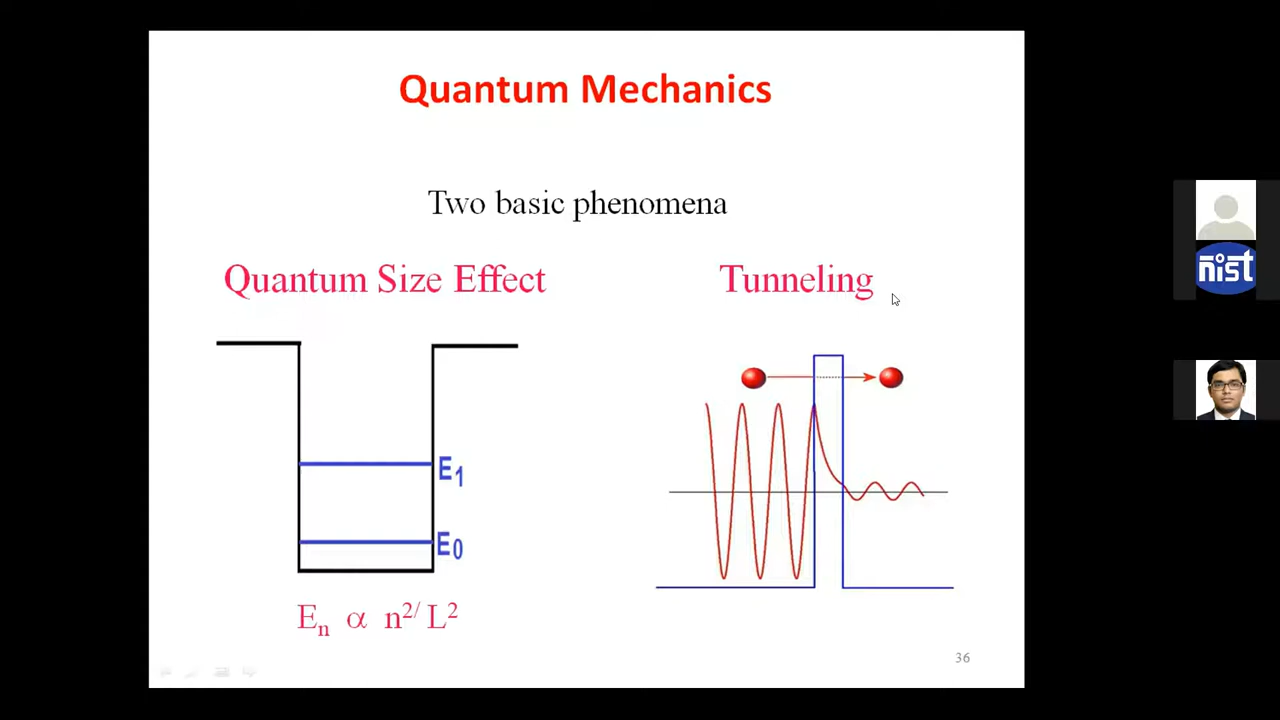 Quantum Mechanics
Two basic phenomena
Quantum Size Effect
Tunneling
E₁
E₀
Eₙ ∝ n²/ L²
36
nist